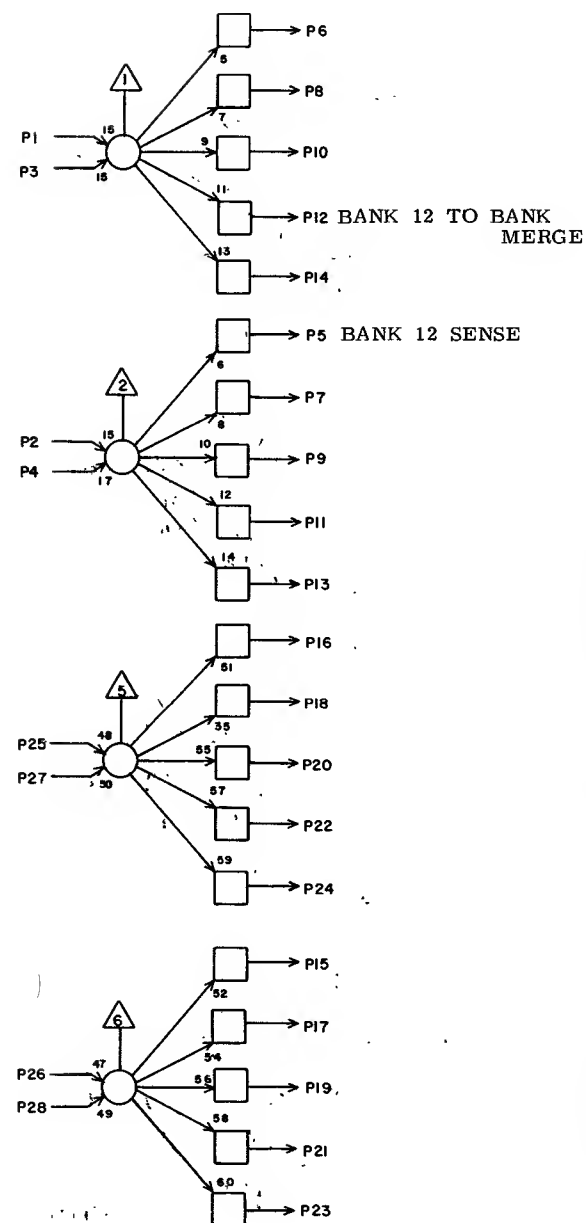 P6
5
1
P8
7
P1
15
9
P10
P3
15
11
P12 BANK 12 TO BANK
MERGE
13
P14
P5 BANK 12 SENSE
6
2
P7
8
P2
15
10
P9
P4
17
12
P11
14
P13
P16
51
5
P18
35
P25
48
55
P20
P27
50
57
P22
59
P24
P15
52
6
P17
54
P26
47
56
P19
P28
49
58
P21
60
P23